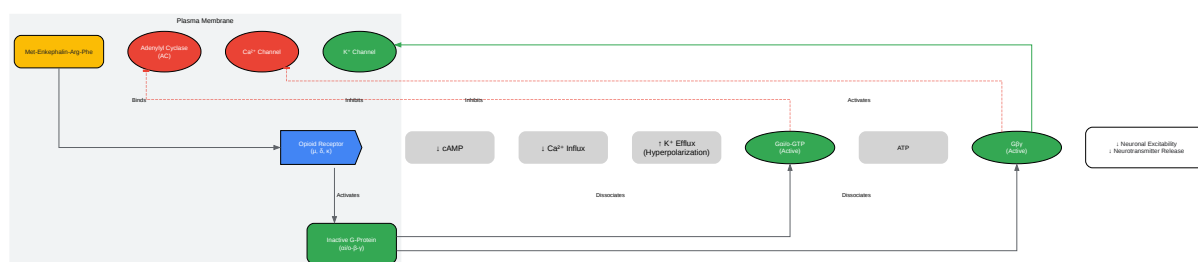 Plasma Membrane
Met-Enkephalin-Arg-Phe
Adenylyl Cyclase
(AC)
Ca²⁺ Channel
K⁺ Channel
Binds
Inhibits
Inhibits
Activates
Opioid Receptor
(μ, δ, κ)
↓ cAMP
↓ Ca²⁺ Influx
↑ K⁺ Efflux
(Hyperpolarization)
Gαi/o-GTP
(Active)
ATP
Gβγ
(Active)
↓ Neuronal Excitability
↓ Neurotransmitter Release
Activates
Dissociates
Dissociates
Inactive G-Protein
(αi/o-β-γ)